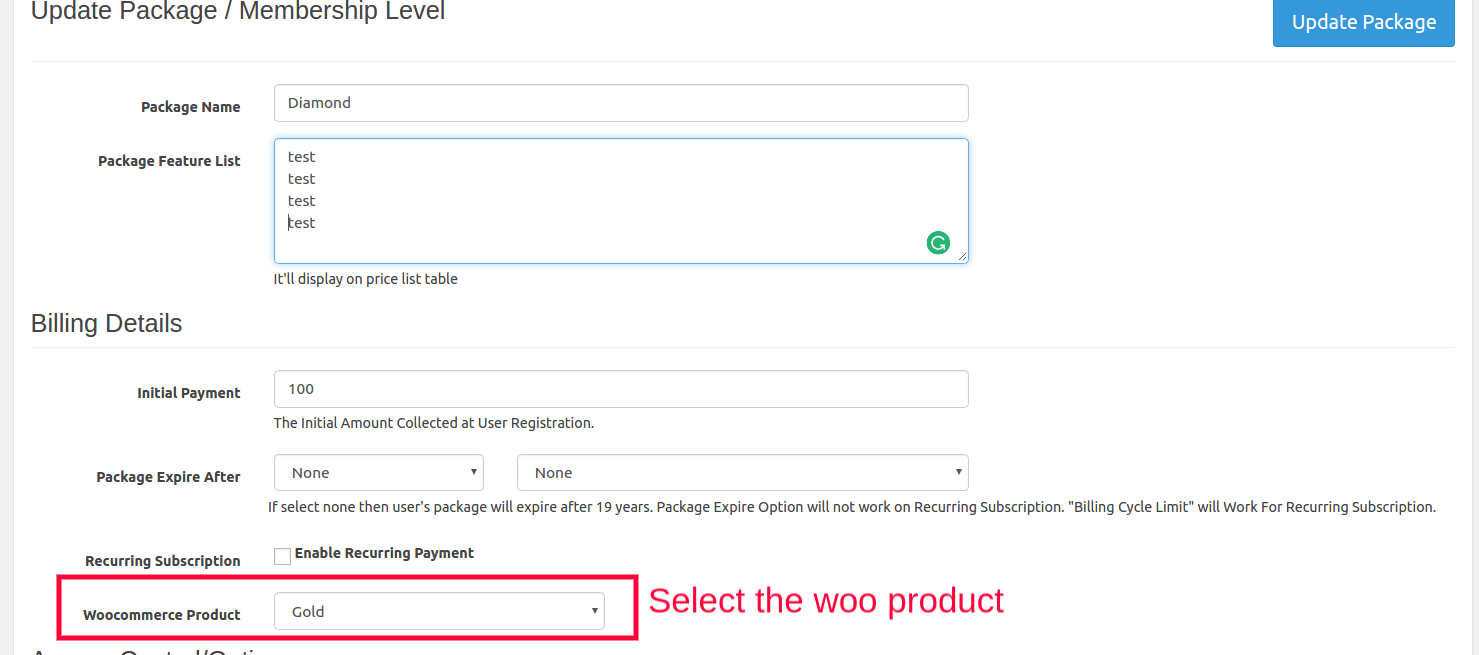 Update Package / Membership Level
Update Package
Package Name
Diamond
Package Feature List
test
test
test
test
It'll display on price list table
Billing Details
Initial Payment
100
The Initial Amount Collected at User Registration.
Package Expire After
None
None
If select none then user's package will expire after 19 years. Package Expire Option will not work on Recurring Subscription. "Billing Cycle Limit" will Work For Recurring Subscription.
Recurring Subscription
Enable Recurring Payment
Woocommerce Product
Gold
Select the woo product